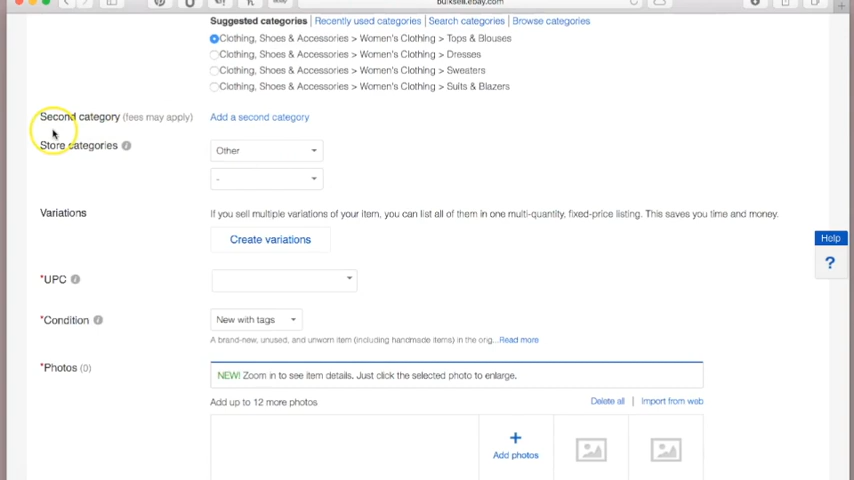 bulksell.ebay.com
Suggested categories | Recently used categories | Search categories | Browse categories
Clothing, Shoes & Accessories > Women's Clothing > Tops & Blouses
Clothing, Shoes & Accessories > Women's Clothing > Dresses
Clothing, Shoes & Accessories > Women's Clothing > Sweaters
Clothing, Shoes & Accessories > Women's Clothing > Suits & Blazers
Second category (fees may apply) Add a second category
Store categories Other
-
Variations If you sell multiple variations of your item, you can list all of them in one multi-quantity, fixed-price listing. This saves you time and money.
Create variations
Help
?
*UPC
*Condition New with tags
A brand-new, unused, and unworn item (including handmade items) in the orig...Read more
*Photos (0)
NEW! Zoom in to see item details. Just click the selected photo to enlarge.
Add up to 12 more photos Delete all | Import from web
+
Add photos